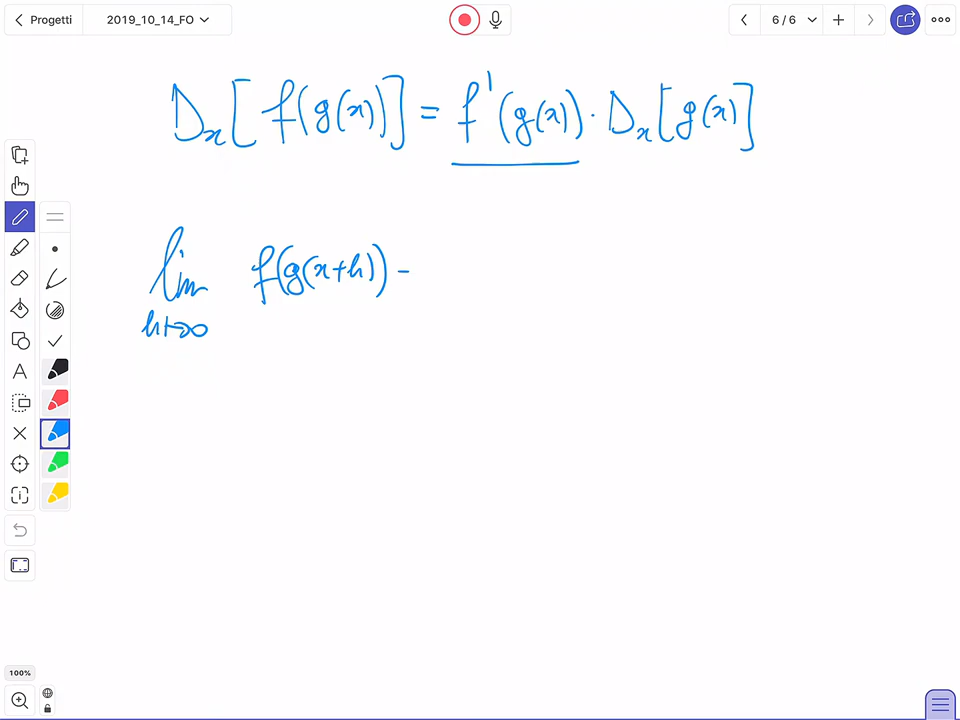 Progetti 2019_10_14_FO 6/6
Dₓ[f(g(x))] = f'(g(x)) · Dₓ[g(x)]
lim f(g(x+h)) -
h→0
A
100%